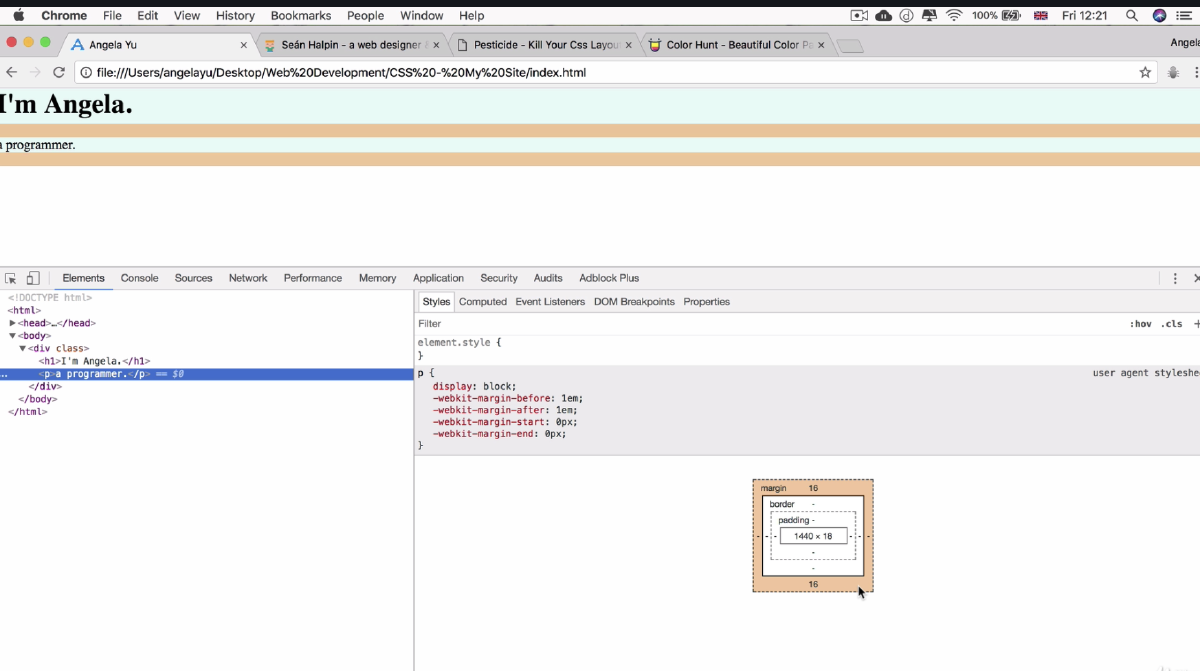 Chrome File Edit View History Bookmarks People Window Help 100% Fri 12:21
Angela Yu Seán Halpin - a web designer Pesticide - Kill Your Css Layou Color Hunt - Beautiful Color Pa Angela
file:///Users/angelayu/Desktop/Web%20Development/CSS%20-%20My%20Site/index.html
I'm Angela.
a programmer.
Elements Console Sources Network Performance Memory Application Security Audits Adblock Plus
<!DOCTYPE html>
<html>
<head>…</head>
<body>
<div class>
<h1>I'm Angela.</h1>
… <p>a programmer.</p> == $0
</div>
</body>
</html>
Styles Computed Event Listeners DOM Breakpoints Properties
Filter :hov .cls +
element.style {
}
p { user agent styleshe
display: block;
-webkit-margin-before: 1em;
-webkit-margin-after: 1em;
-webkit-margin-start: 0px;
-webkit-margin-end: 0px;
}
margin 16
border -
padding -
- - - 1440 × 18 - - -
-
-
16